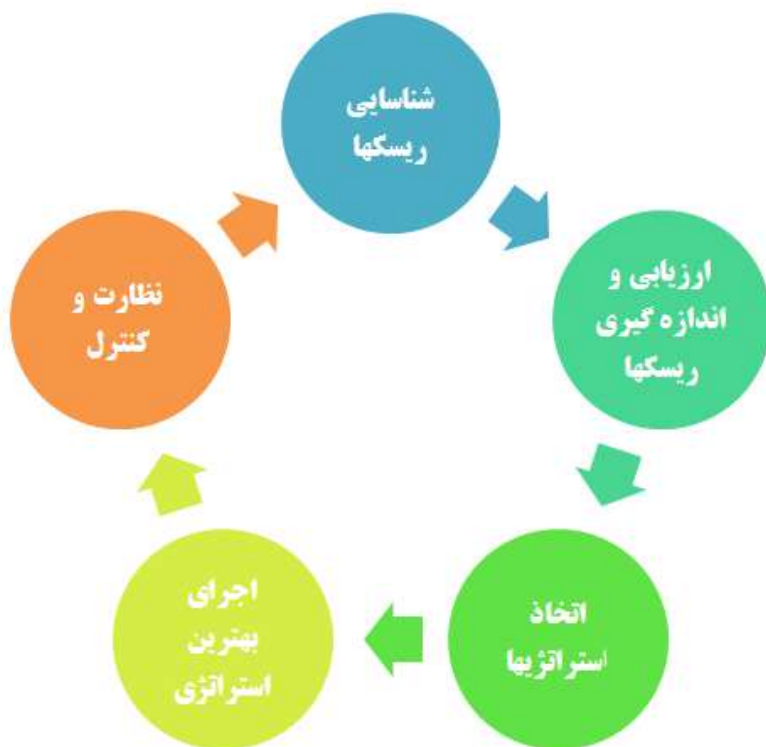 شناسایی
ریسکها
ارزیابی و
اندازه گیری
ریسکها
اتخاذ
استراتژیها
اجرای
بهترین
استراتژی
نظارت و
کنترل